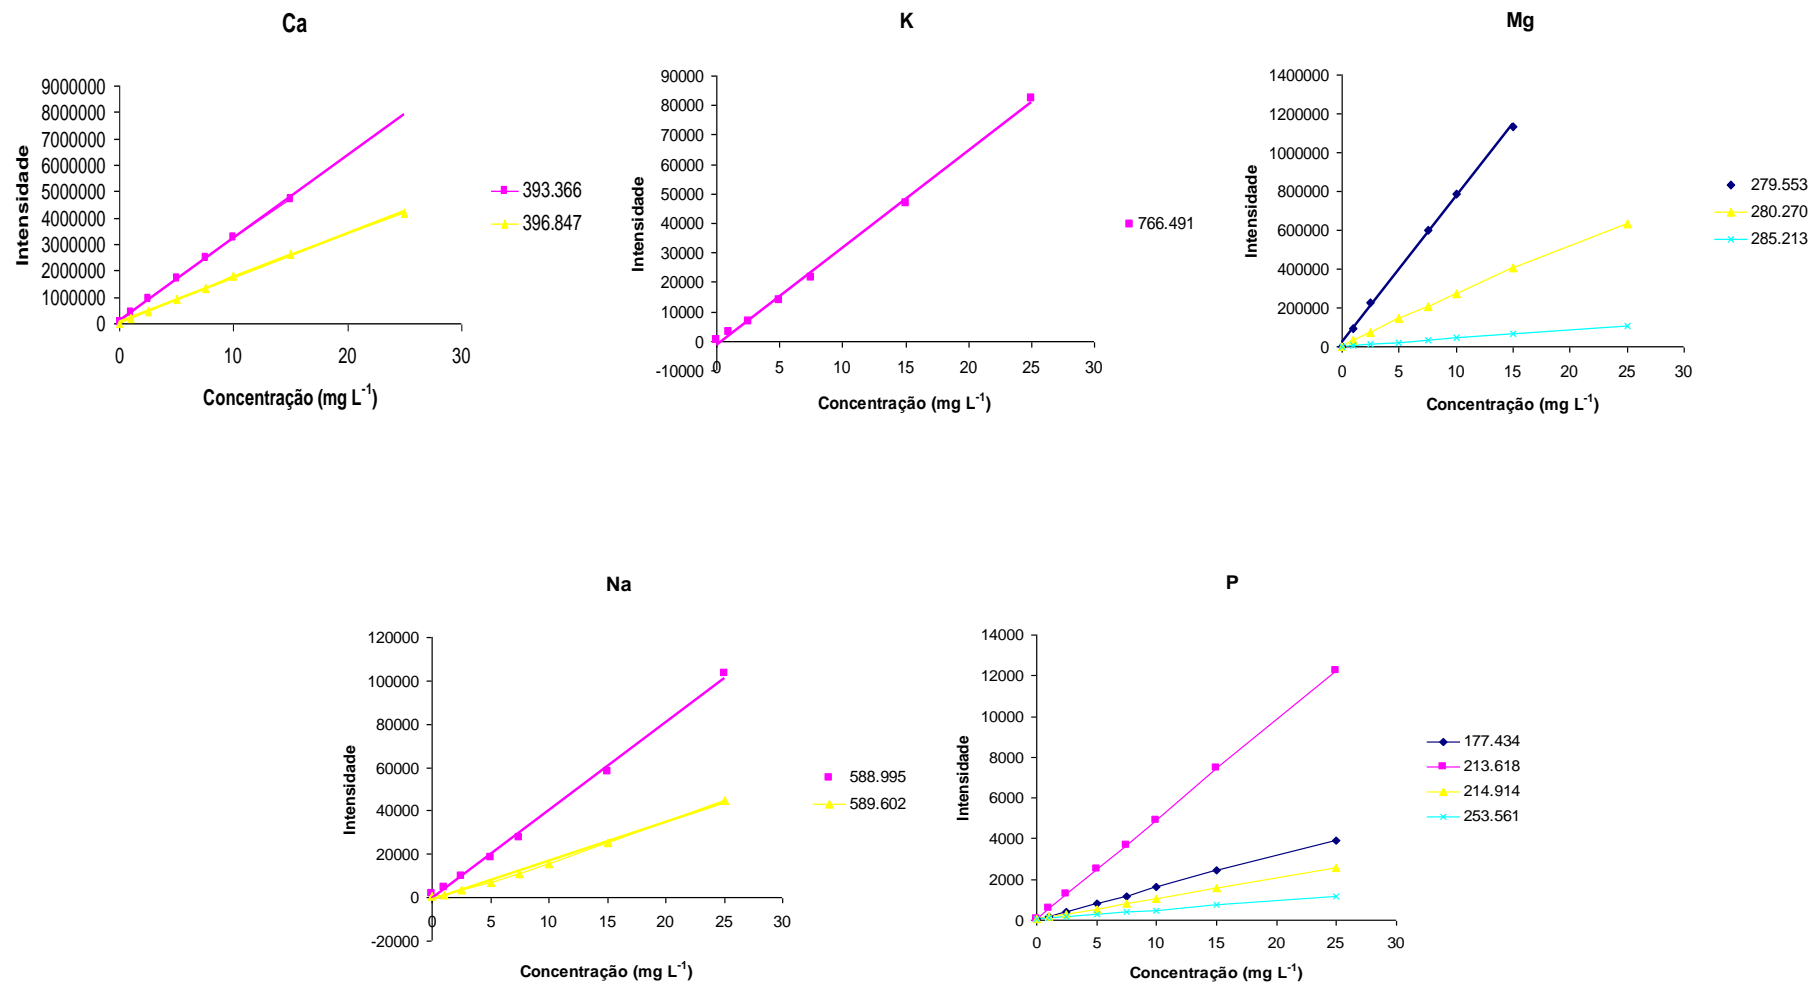 Ca
9000000
8000000
7000000
6000000
5000000
4000000
3000000
2000000
1000000
0
0 10 20 30
Intensidade
Concentração (mg L⁻¹)
393.366
396.847
K
90000
80000
70000
60000
50000
40000
30000
20000
10000
0
-10000
0 5 10 15 20 25 30
Intensidade
Concentração (mg L⁻¹)
766.491
Mg
1400000
1200000
1000000
800000
600000
400000
200000
0
0 5 10 15 20 25 30
Intensidade
Concentração (mg L⁻¹)
279.553
280.270
285.213
Na
120000
100000
80000
60000
40000
20000
0
-20000
0 5 10 15 20 25 30
Intensidade
Concentração (mg L⁻¹)
588.995
589.602
P
14000
12000
10000
8000
6000
4000
2000
0
0 5 10 15 20 25 30
Intensidade
Concentração (mg L⁻¹)
177.434
213.618
214.914
253.561